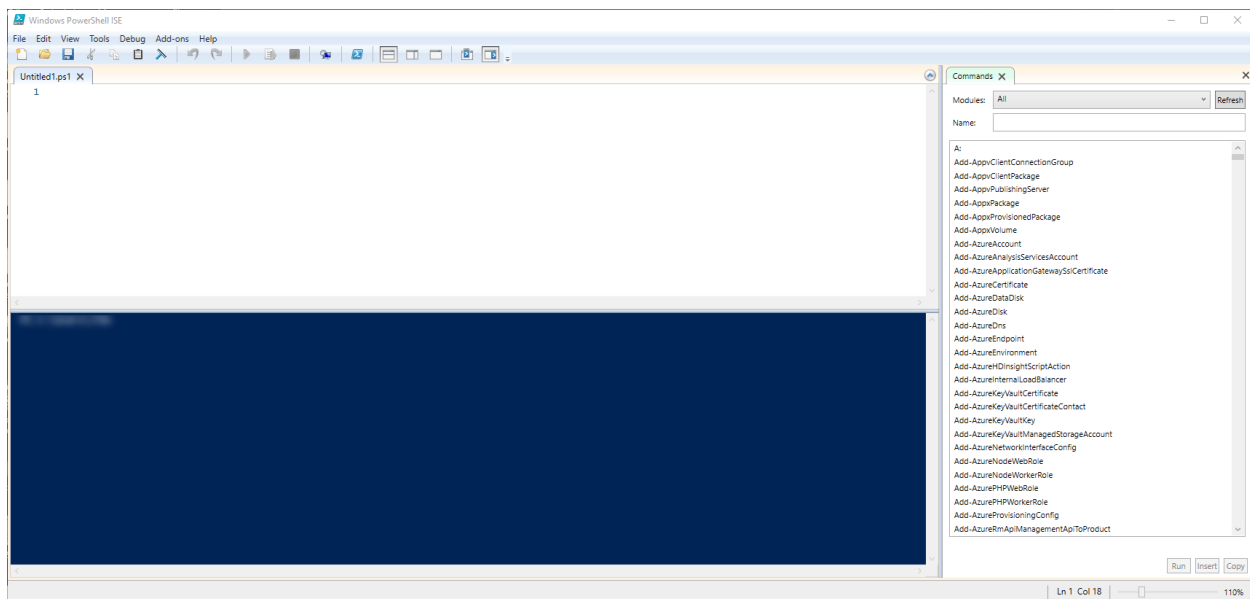 Windows PowerShell ISE
File Edit View Tools Debug Add-ons Help
Untitled1.ps1
1
Commands
Modules: All Refresh
Name:
A:
Add-AppvClientConnectionGroup
Add-AppvClientPackage
Add-AppvPublishingServer
Add-AppxPackage
Add-AppxProvisionedPackage
Add-AppxVolume
Add-AzureAccount
Add-AzureAnalysisServicesAccount
Add-AzureApplicationGatewaySslCertificate
Add-AzureCertificate
Add-AzureDataDisk
Add-AzureDisk
Add-AzureDns
Add-AzureEndpoint
Add-AzureEnvironment
Add-AzureHDInsightScriptAction
Add-AzureInternalLoadBalancer
Add-AzureKeyVaultCertificate
Add-AzureKeyVaultCertificateContact
Add-AzureKeyVaultKey
Add-AzureKeyVaultManagedStorageAccount
Add-AzureNetworkInterfaceConfig
Add-AzureNodeWebRole
Add-AzureNodeWorkerRole
Add-AzurePHPWebRole
Add-AzurePHPWorkerRole
Add-AzureProvisioningConfig
Add-AzureRmApiManagementApiToProduct
Run Insert Copy
Ln 1 Col 18 110%